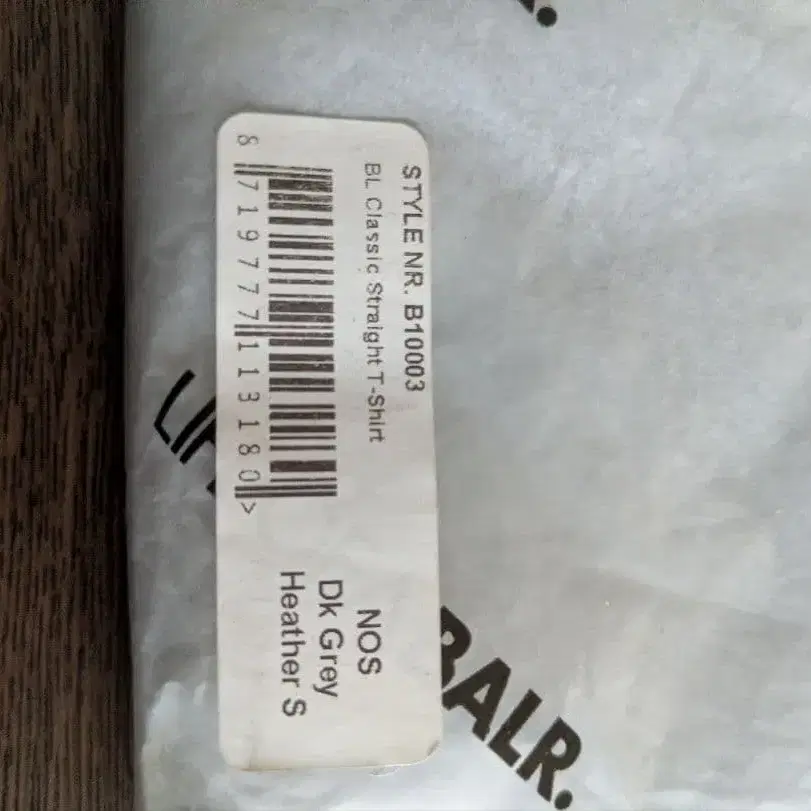 STYLE NR. B10003
BL Classic Straight T-Shirt
8 719777 113180 >
NOS
Dk Grey
Heather S
BALR.